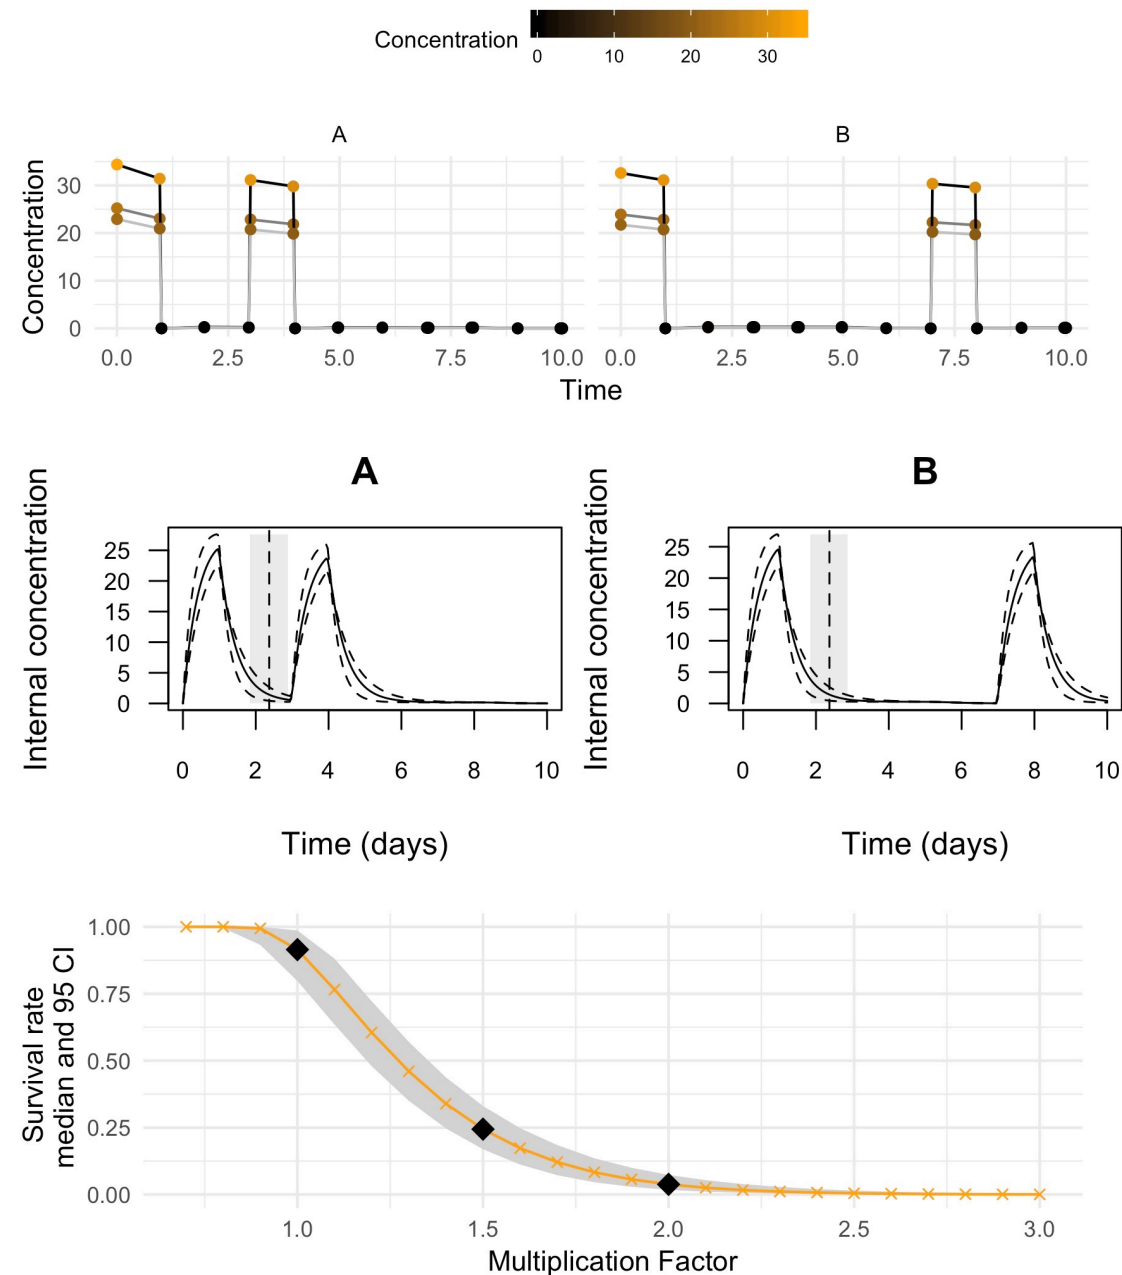 Concentration
0 10 20 30
A B
Concentration
30
20
10
0
0.0 2.5 5.0 7.5 10.0 0.0 2.5 5.0 7.5 10.0
Time
A B
Internal concentration
25
20
15
10
5
0
0 2 4 6 8 10
Time (days)
Internal concentration
25
20
15
10
5
0
0 2 4 6 8 10
Time (days)
Survival rate
median and 95 CI
1.00
0.75
0.50
0.25
0.00
1.0 1.5 2.0 2.5 3.0
Multiplication Factor